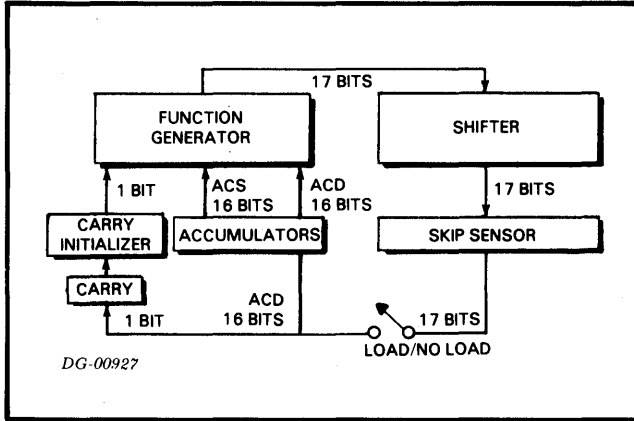 17 BITS
FUNCTION
GENERATOR
SHIFTER
1 BIT
ACS
16 BITS
ACD
16 BITS
17 BITS
CARRY
INITIALIZER
ACCUMULATORS
SKIP SENSOR
CARRY
1 BIT
ACD
16 BITS
17 BITS
LOAD/NO LOAD
DG-00927